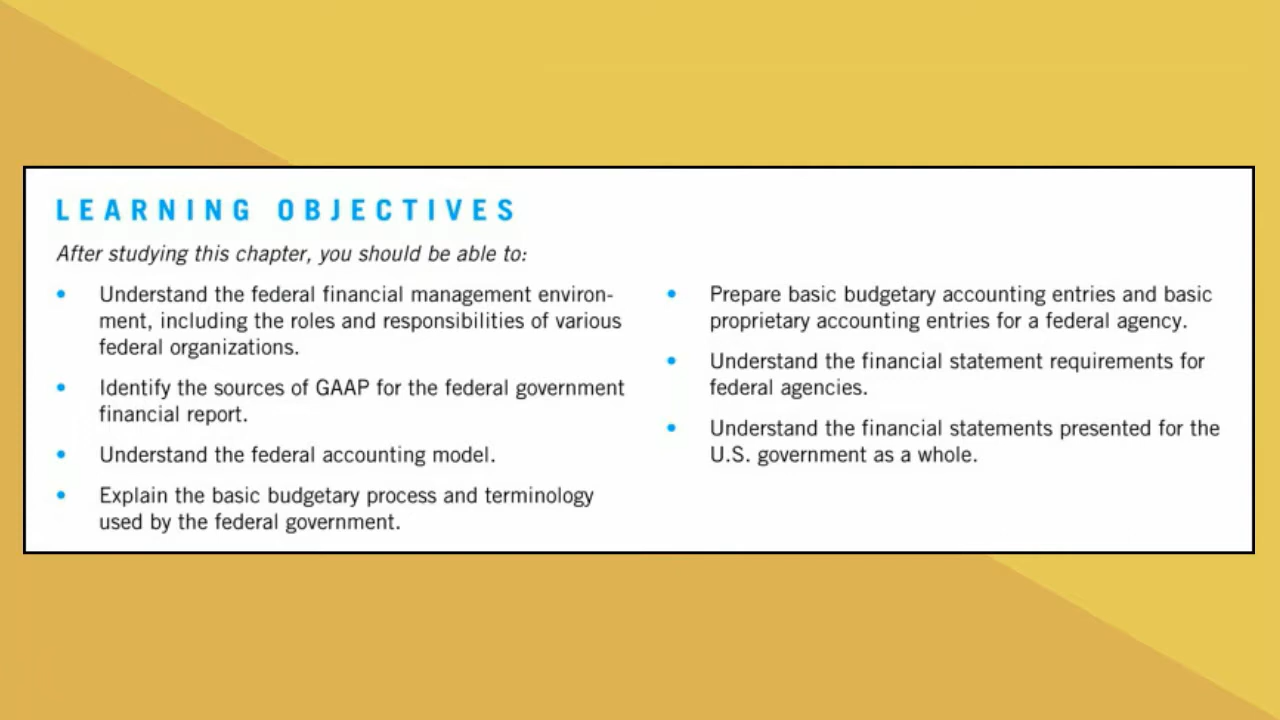 LEARNING OBJECTIVES
After studying this chapter, you should be able to:
• Understand the federal financial management environ-
ment, including the roles and responsibilities of various
federal organizations.
• Identify the sources of GAAP for the federal government
financial report.
• Understand the federal accounting model.
• Explain the basic budgetary process and terminology
used by the federal government.
• Prepare basic budgetary accounting entries and basic
proprietary accounting entries for a federal agency.
• Understand the financial statement requirements for
federal agencies.
• Understand the financial statements presented for the
U.S. government as a whole.